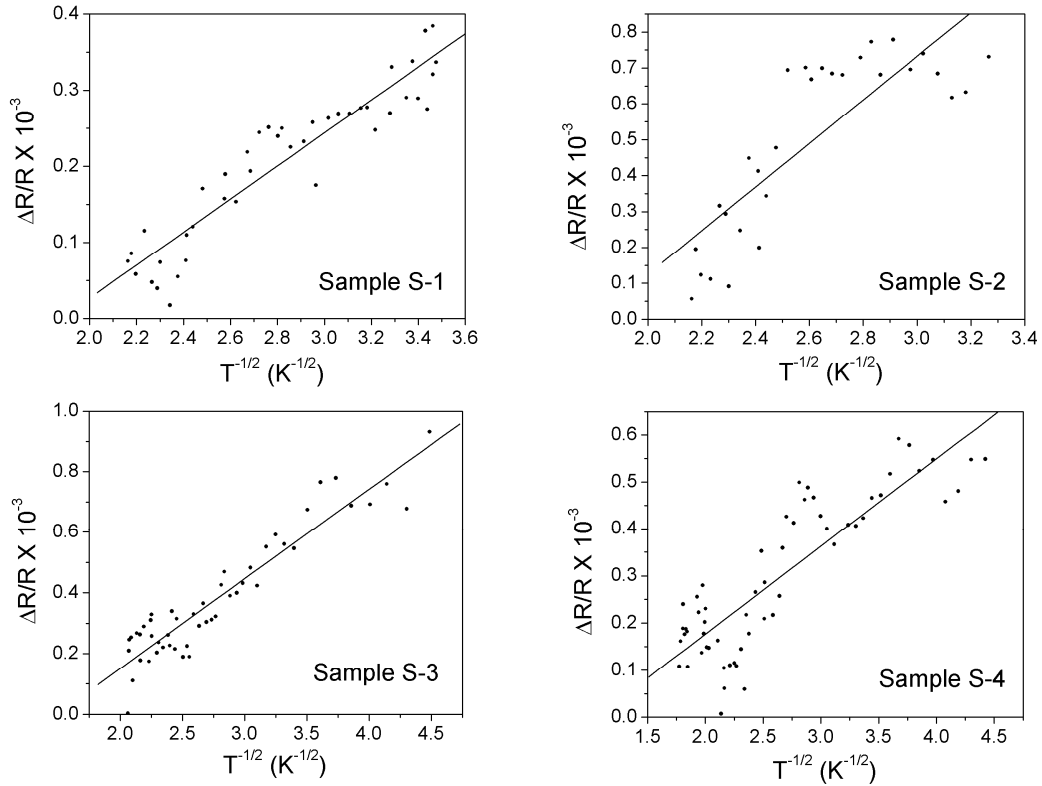 0.4
0.3
0.2
0.1
0.0
ΔR/R X 10⁻³
Sample S-1
2.0 2.2 2.4 2.6 2.8 3.0 3.2 3.4 3.6
T⁻¹ᐟ² (K⁻¹ᐟ²)
0.8
0.7
0.6
0.5
0.4
0.3
0.2
0.1
0.0
ΔR/R X 10⁻³
Sample S-2
2.0 2.2 2.4 2.6 2.8 3.0 3.2 3.4
T⁻¹ᐟ² (K⁻¹ᐟ²)
1.0
0.8
0.6
0.4
0.2
0.0
ΔR/R X 10⁻³
Sample S-3
2.0 2.5 3.0 3.5 4.0 4.5
T⁻¹ᐟ² (K⁻¹ᐟ²)
0.6
0.5
0.4
0.3
0.2
0.1
0.0
ΔR/R X 10⁻³
Sample S-4
1.5 2.0 2.5 3.0 3.5 4.0 4.5
T⁻¹ᐟ² (K⁻¹ᐟ²)